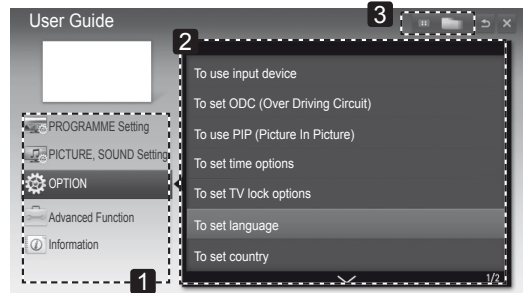 User Guide
3
2
PROGRAMME Setting
PICTURE, SOUND Setting
OPTION
Advanced Function
Information
1
To use input device
To set ODC (Over Driving Circuit)
To use PIP (Picture In Picture)
To set time options
To set TV lock options
To set language
To set country
1/2